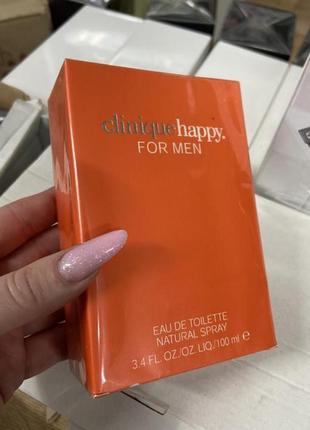 cliniquehappy.
FOR MEN
EAU DE TOILETTE
NATURAL SPRAY
3.4 FL. OZ./OZ. LIQ./100 ml e